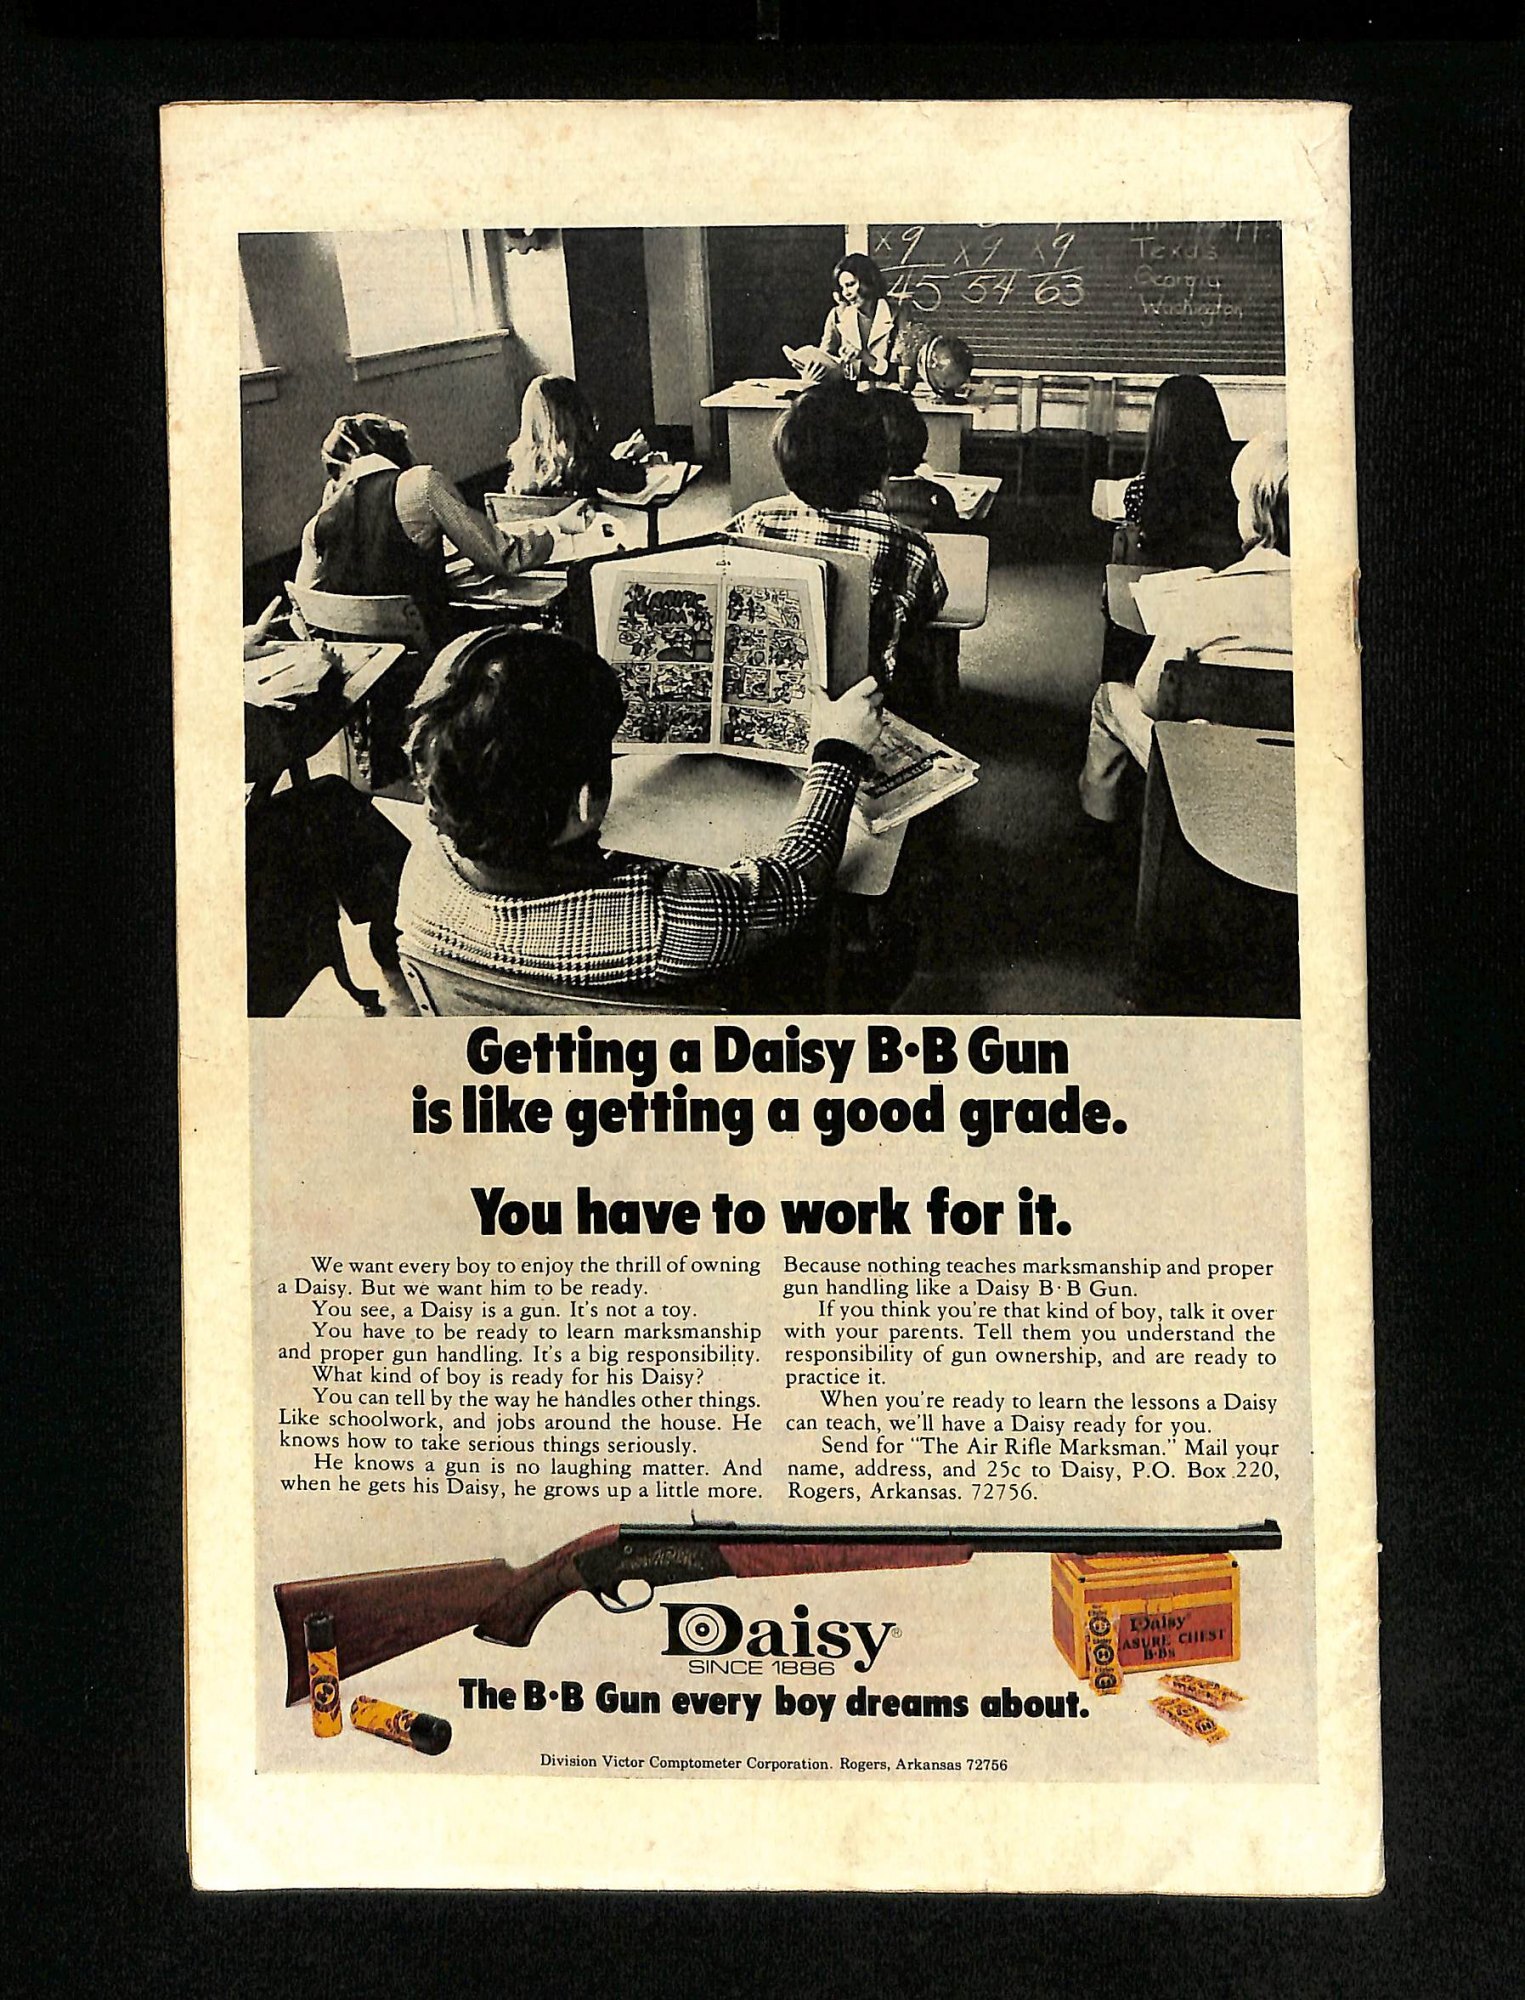 x9 x9 x9
45 54 63
Texas
Georgia
Washington
Getting a Daisy B·B Gun
is like getting a good grade.
You have to work for it.
We want every boy to enjoy the thrill of owning
a Daisy. But we want him to be ready.
You see, a Daisy is a gun. It's not a toy.
You have to be ready to learn marksmanship
and proper gun handling. It's a big responsibility.
What kind of boy is ready for his Daisy?
You can tell by the way he handles other things.
Like schoolwork, and jobs around the house. He
knows how to take serious things seriously.
He knows a gun is no laughing matter. And
when he gets his Daisy, he grows up a little more.
Because nothing teaches marksmanship and proper
gun handling like a Daisy B·B Gun.
If you think you're that kind of boy, talk it over
with your parents. Tell them you understand the
responsibility of gun ownership, and are ready to
practice it.
When you're ready to learn the lessons a Daisy
can teach, we'll have a Daisy ready for you.
Send for "The Air Rifle Marksman." Mail your
name, address, and 25c to Daisy, P.O. Box 220,
Rogers, Arkansas. 72756.
Daisy®
SINCE 1886
The B·B Gun every boy dreams about.
Daisy
ASURE CHEST
B·Bs
Division Victor Comptometer Corporation. Rogers, Arkansas 72756